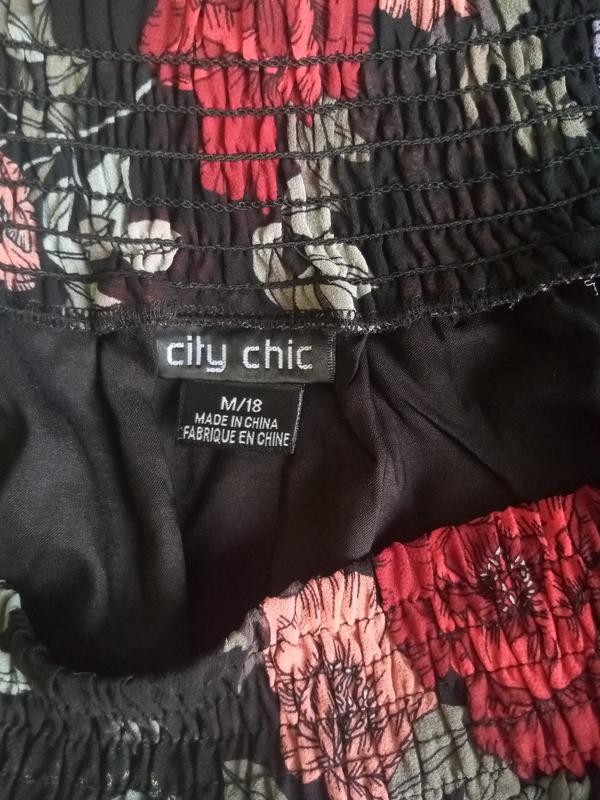 city chic
M/18
MADE IN CHINA
FABRIQUE EN CHINE